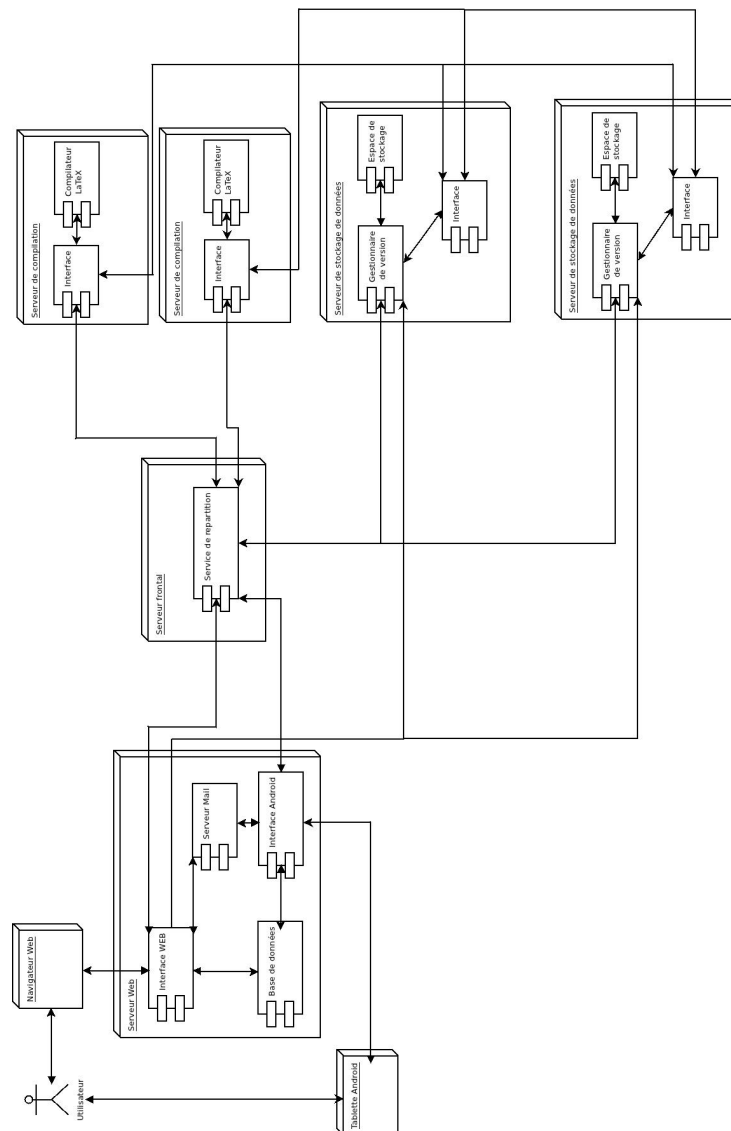 Utilisateur
Navigateur Web
Tablette Android
Serveur Web
Interface WEB
Base de données
Serveur Mail
Interface Android
Serveur frontal
Service de repartition
Serveur de compilation
Interface
Compilateur
LaTeX
Serveur de compilation
Interface
Compilateur
LaTeX
Serveur de stockage de données
Gestionnaire
de version
Espace de
stockage
Interface
Serveur de stockage de données
Gestionnaire
de version
Espace de
stockage
Interface